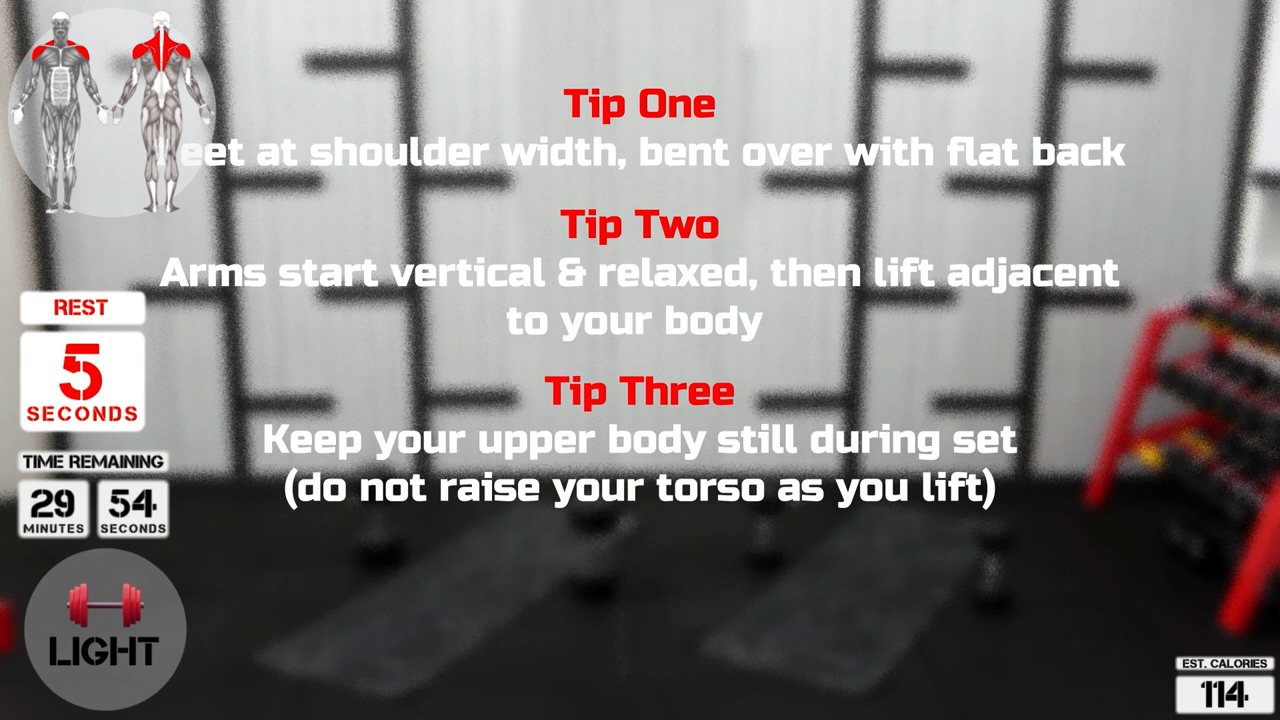 Tip One
Feet at shoulder width, bent over with flat back
Tip Two
Arms start vertical & relaxed, then lift adjacent
to your body
Tip Three
Keep your upper body still during set
(do not raise your torso as you lift)
REST
5
SECONDS
TIME REMAINING
29
MINUTES
54
SECONDS
LIGHT
EST. CALORIES
114